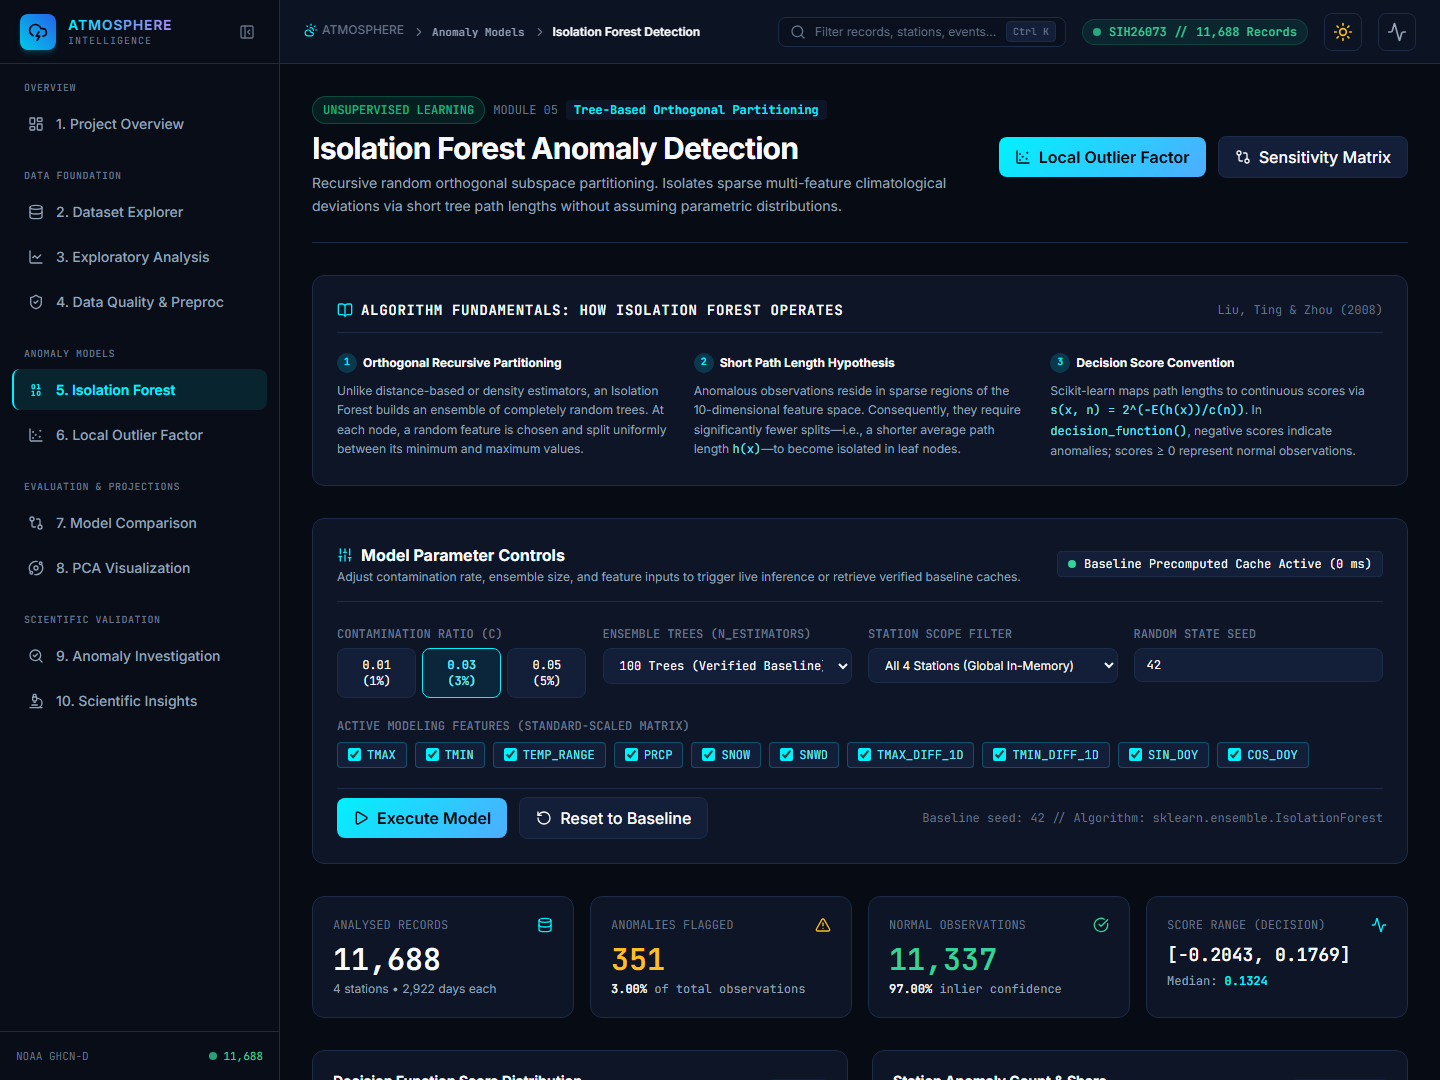 ATMOSPHERE
INTELLIGENCE
OVERVIEW
1. Project Overview
DATA FOUNDATION
2. Dataset Explorer
3. Exploratory Analysis
4. Data Quality & Preproc
ANOMALY MODELS
5. Isolation Forest
6. Local Outlier Factor
EVALUATION & PROJECTIONS
7. Model Comparison
8. PCA Visualization
SCIENTIFIC VALIDATION
9. Anomaly Investigation
10. Scientific Insights
NOAA GHCN-D
11,688
ATMOSPHERE > Anomaly Models > Isolation Forest Detection
Filter records, stations, events... Ctrl K
SIH26073 // 11,688 Records
UNSUPERVISED LEARNING MODULE 05 Tree-Based Orthogonal Partitioning
Isolation Forest Anomaly Detection
Recursive random orthogonal subspace partitioning. Isolates sparse multi-feature climatological
deviations via short tree path lengths without assuming parametric distributions.
Local Outlier Factor
Sensitivity Matrix
ALGORITHM FUNDAMENTALS: HOW ISOLATION FOREST OPERATES
Liu, Ting & Zhou (2008)
1 Orthogonal Recursive Partitioning
Unlike distance-based or density estimators, an Isolation
Forest builds an ensemble of completely random trees. At
each node, a random feature is chosen and split uniformly
between its minimum and maximum values.
2 Short Path Length Hypothesis
Anomalous observations reside in sparse regions of the
10-dimensional feature space. Consequently, they require
significantly fewer splits—i.e., a shorter average path
length h(x)—to become isolated in leaf nodes.
3 Decision Score Convention
Scikit-learn maps path lengths to continuous scores via
s(x, n) = 2^(-E(h(x))/c(n)). In
decision_function(), negative scores indicate
anomalies; scores ≥ 0 represent normal observations.
Model Parameter Controls
Adjust contamination rate, ensemble size, and feature inputs to trigger live inference or retrieve verified baseline caches.
Baseline Precomputed Cache Active (0 ms)
CONTAMINATION RATIO (C)
0.01
(1%)
0.03
(3%)
0.05
(5%)
ENSEMBLE TREES (N_ESTIMATORS)
100 Trees (Verified Baseline)
STATION SCOPE FILTER
All 4 Stations (Global In-Memory)
RANDOM STATE SEED
42
ACTIVE MODELING FEATURES (STANDARD-SCALED MATRIX)
TMAX TMIN TEMP_RANGE PRCP SNOW SNWD TMAX_DIFF_1D TMIN_DIFF_1D SIN_DOY COS_DOY
Execute Model
Reset to Baseline
Baseline seed: 42 // Algorithm: sklearn.ensemble.IsolationForest
ANALYSED RECORDS
11,688
4 stations • 2,922 days each
ANOMALIES FLAGGED
351
3.00% of total observations
NORMAL OBSERVATIONS
11,337
97.00% inlier confidence
SCORE RANGE (DECISION)
[-0.2043, 0.1769]
Median: 0.1324
Decision Function Score Distribution
Station Anomaly Count & Share